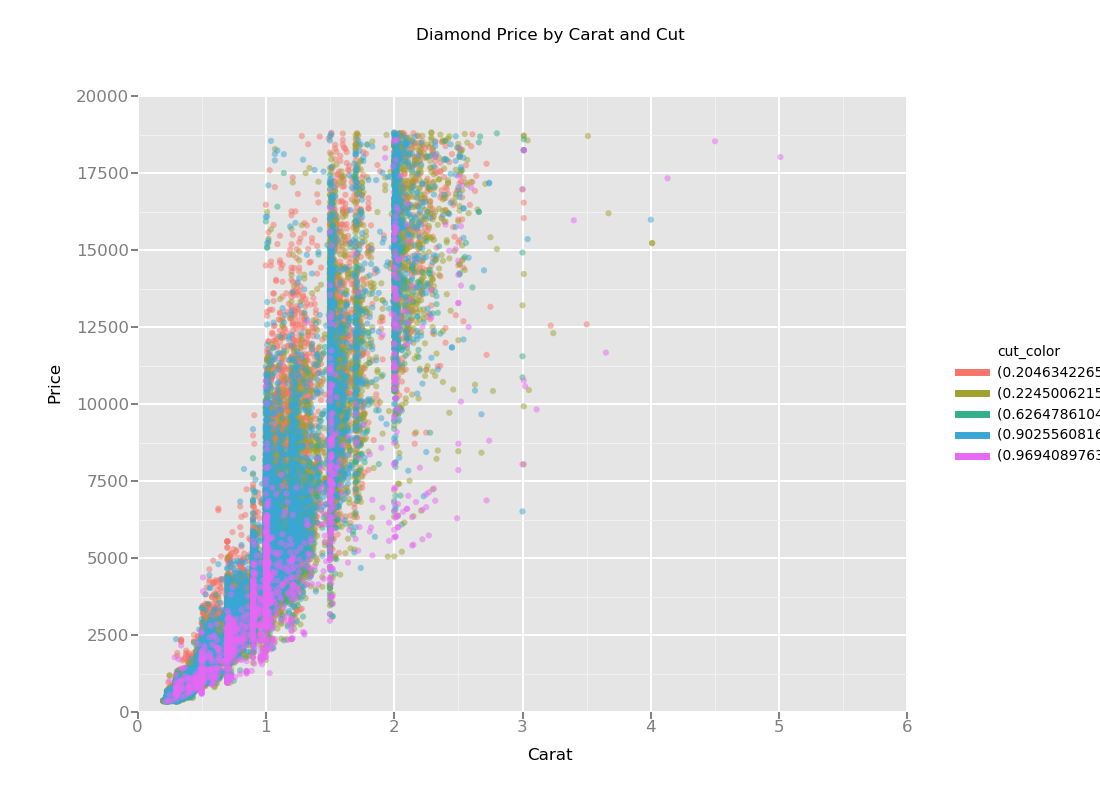 Diamond Price by Carat and Cut
20000
17500
15000
12500
10000
7500
5000
2500
0
Price
0 1 2 3 4 5 6
Carat
cut_color
(0.2046342265
(0.2245006215
(0.6264786104
(0.9025560816
(0.9694089763